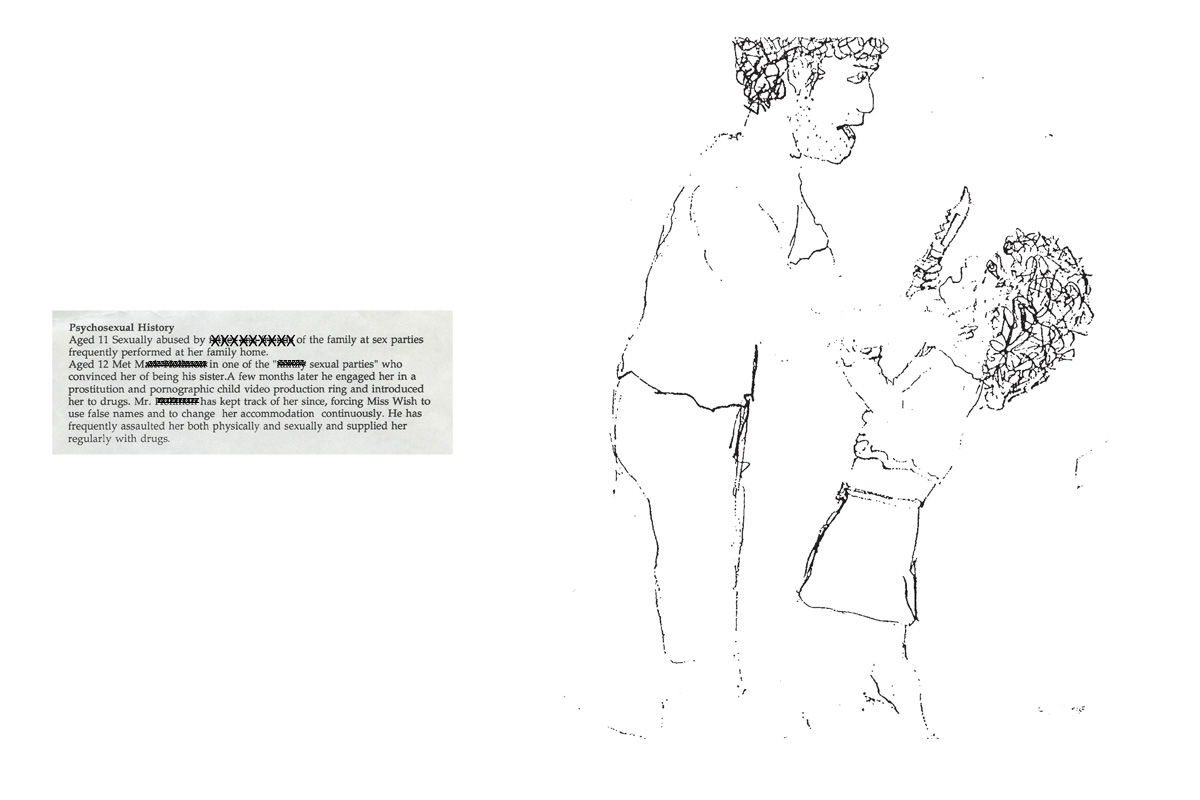 Psychosexual History
Aged 11 Sexually abused by of the family at sex parties
frequently performed at her family home.
Aged 12 Met M in one of the " sexual parties" who
convinced her of being his sister.A few months later he engaged her in a
prostitution and pornographic child video production ring and introduced
her to drugs. Mr. has kept track of her since, forcing Miss Wish to
use false names and to change her accommodation continuously. He has
frequently assaulted her both physically and sexually and supplied her
regularly with drugs.